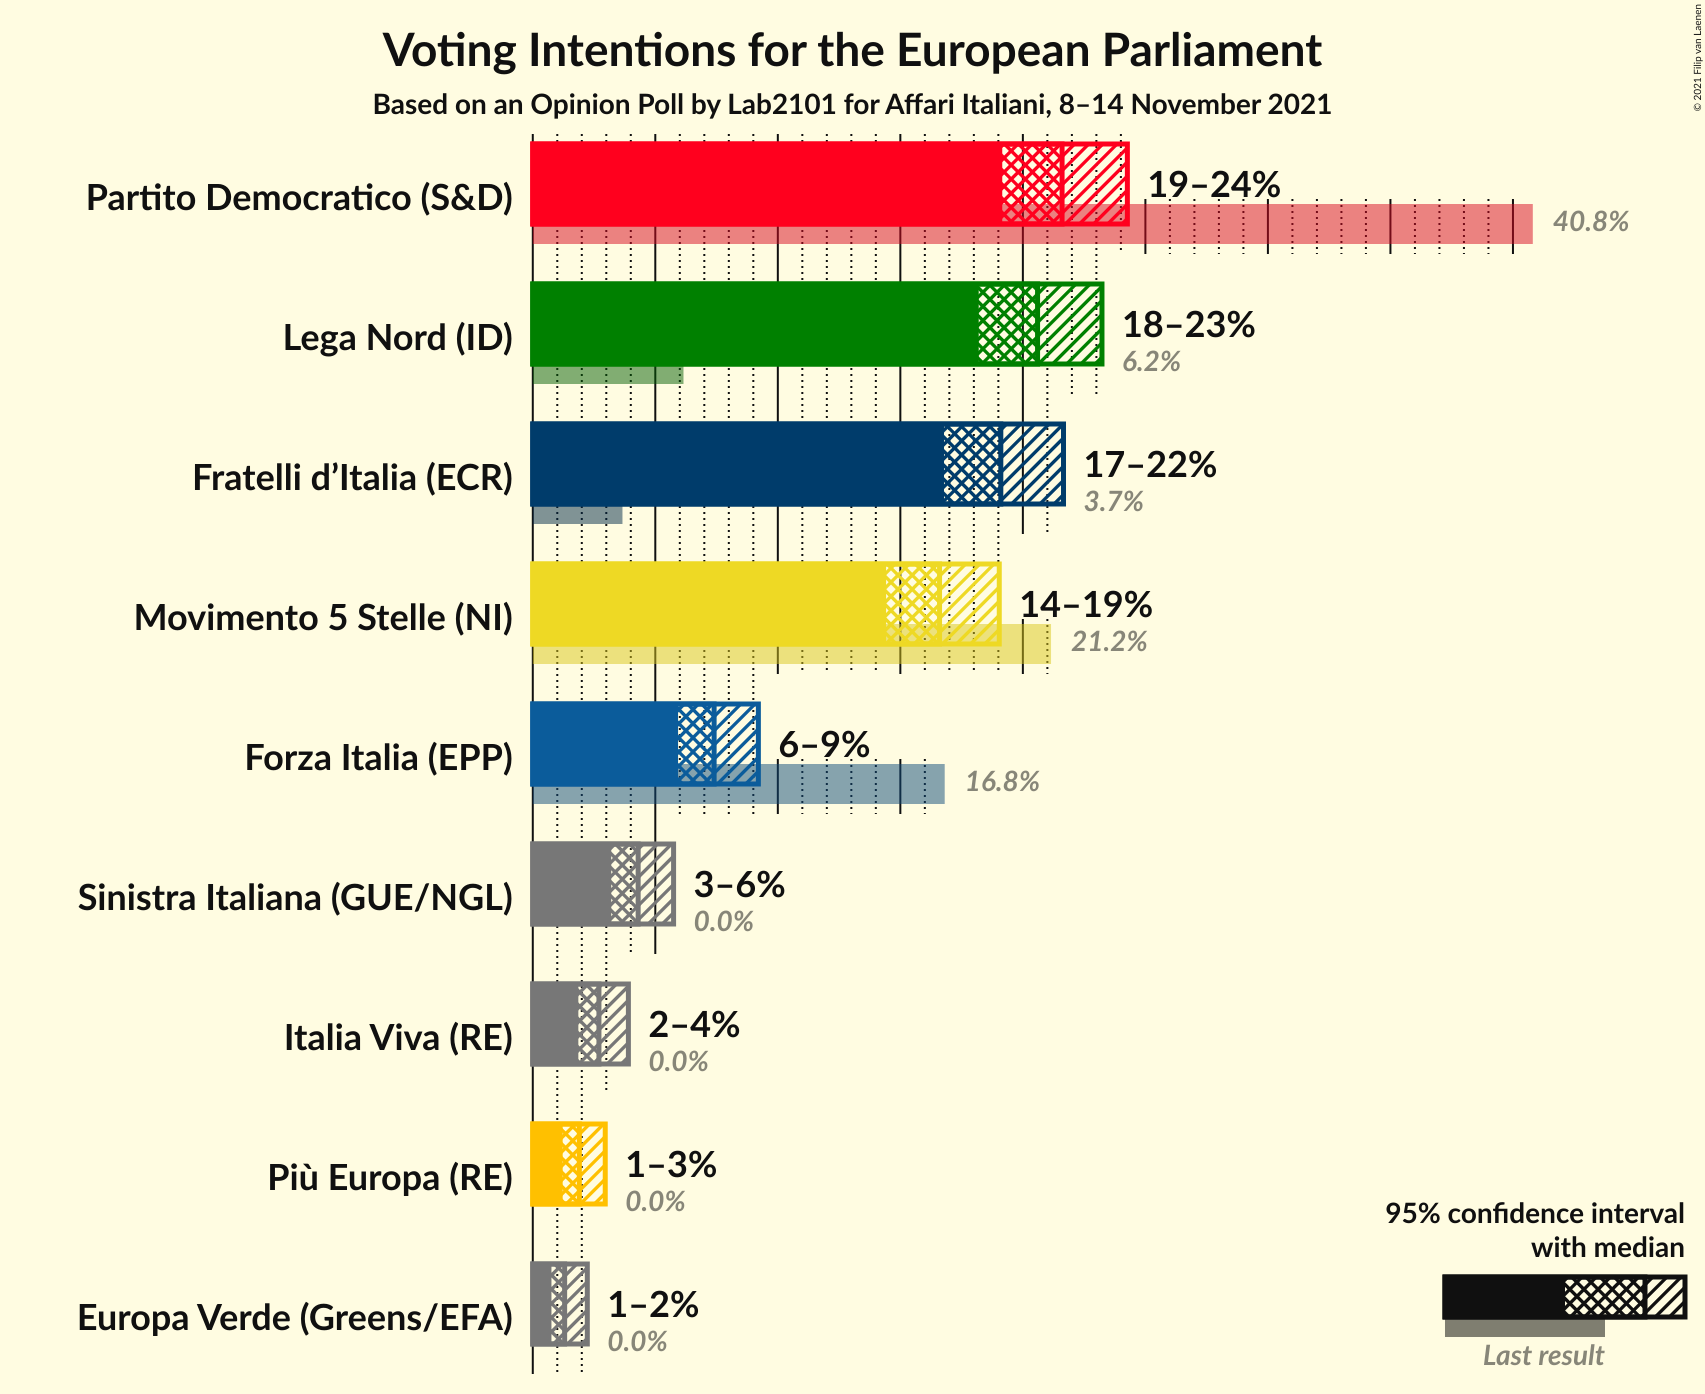 Voting Intentions for the European Parliament
Based on an Opinion Poll by Lab2101 for Affari Italiani, 8–14 November 2021
© 2021 Filip van Laenen
Partito Democratico (S&D)
19–24%
40.8%
Lega Nord (ID)
18–23%
6.2%
Fratelli d’Italia (ECR)
17–22%
3.7%
Movimento 5 Stelle (NI)
14–19%
21.2%
Forza Italia (EPP)
6–9%
16.8%
Sinistra Italiana (GUE/NGL)
3–6%
0.0%
Italia Viva (RE)
2–4%
0.0%
Più Europa (RE)
1–3%
0.0%
Europa Verde (Greens/EFA)
1–2%
0.0%
95% confidence interval
with median
Last result